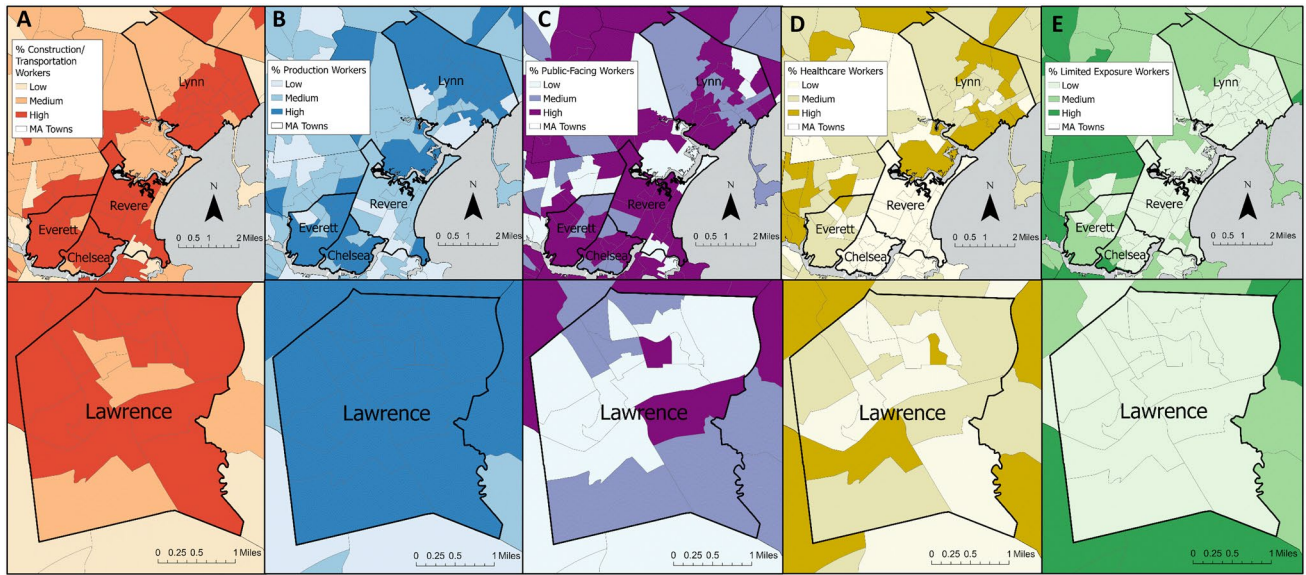 A
% Construction/
Transportation
Workers
Low
Medium
High
MA Towns
Lynn
Revere
Everett
Chelsea
N
0 0.5 1 2 Miles
B
% Production Workers
Low
Medium
High
MA Towns
Lynn
Revere
Everett
Chelsea
N
0 0.5 1 2 Miles
C
% Public-Facing Workers
Low
Medium
High
MA Towns
Lynn
Revere
Everett
Chelsea
N
0 0.5 1 2 Miles
D
% Healthcare Workers
Low
Medium
High
MA Towns
Lynn
Revere
Everett
Chelsea
N
0 0.5 1 2 Miles
E
% Limited Exposure Workers
Low
Medium
High
MA Towns
Lynn
Revere
Everett
Chelsea
N
0 0.5 1 2 Miles
Lawrence
0 0.25 0.5 1 Miles
Lawrence
0 0.25 0.5 1 Miles
Lawrence
0 0.25 0.5 1 Miles
Lawrence
0 0.25 0.5 1 Miles
Lawrence
0 0.25 0.5 1 Miles